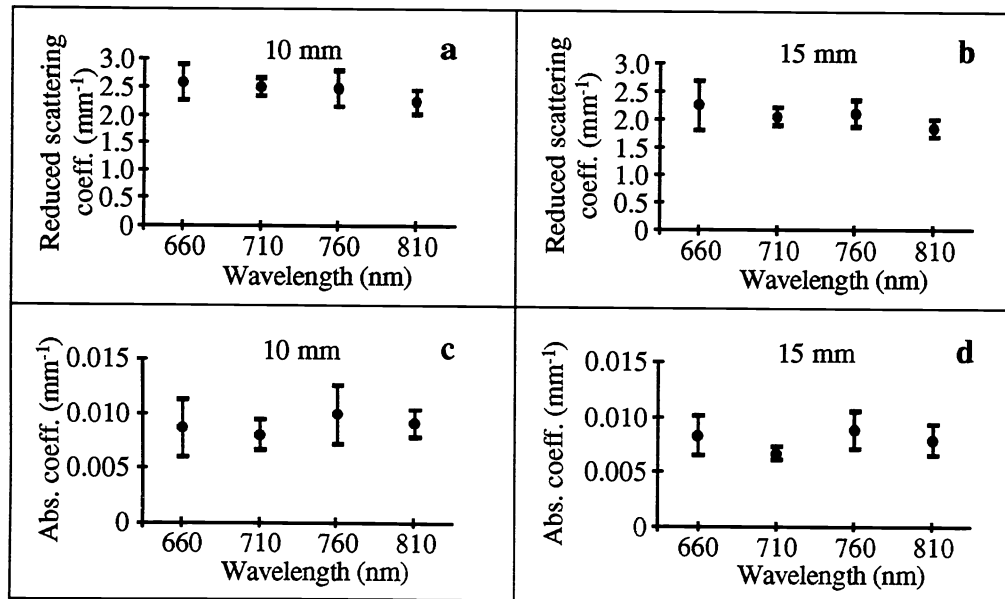 10 mm
a
Reduced scattering
coeff. (mm-1)
3.0
2.5
2.0
1.5
1.0
0.5
0
660 710 760 810
Wavelength (nm)
15 mm
b
Reduced scattering
coeff. (mm-1)
3.0
2.5
2.0
1.5
1.0
0.5
0
660 710 760 810
Wavelength (nm)
10 mm
c
Abs. coeff. (mm-1)
0.015
0.010
0.005
0
660 710 760 810
Wavelength (nm)
15 mm
d
Abs. coeff. (mm-1)
0.015
0.010
0.005
0
660 710 760 810
Wavelength (nm)